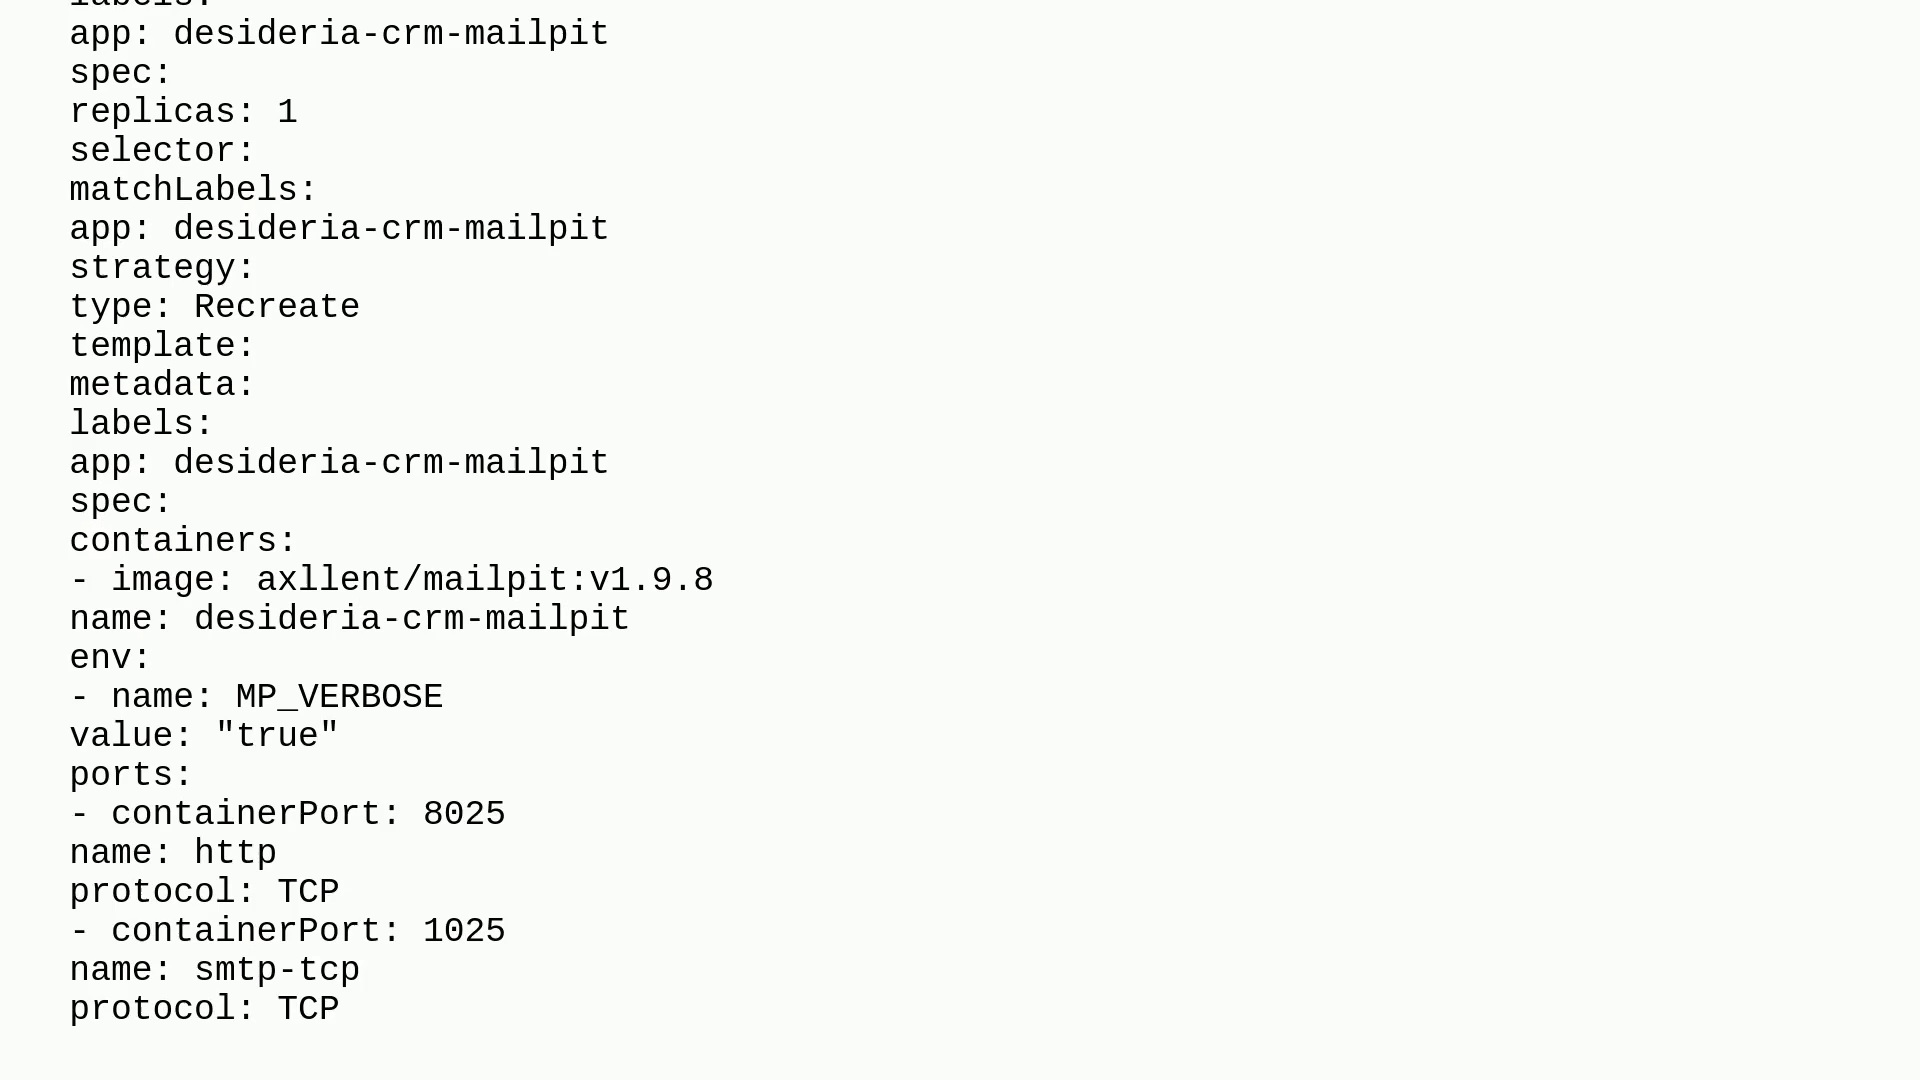 labels:
app: desideria-crm-mailpit
spec:
replicas: 1
selector:
matchLabels:
app: desideria-crm-mailpit
strategy:
type: Recreate
template:
metadata:
labels:
app: desideria-crm-mailpit
spec:
containers:
- image: axllent/mailpit:v1.9.8
name: desideria-crm-mailpit
env:
- name: MP_VERBOSE
value: "true"
ports:
- containerPort: 8025
name: http
protocol: TCP
- containerPort: 1025
name: smtp-tcp
protocol: TCP